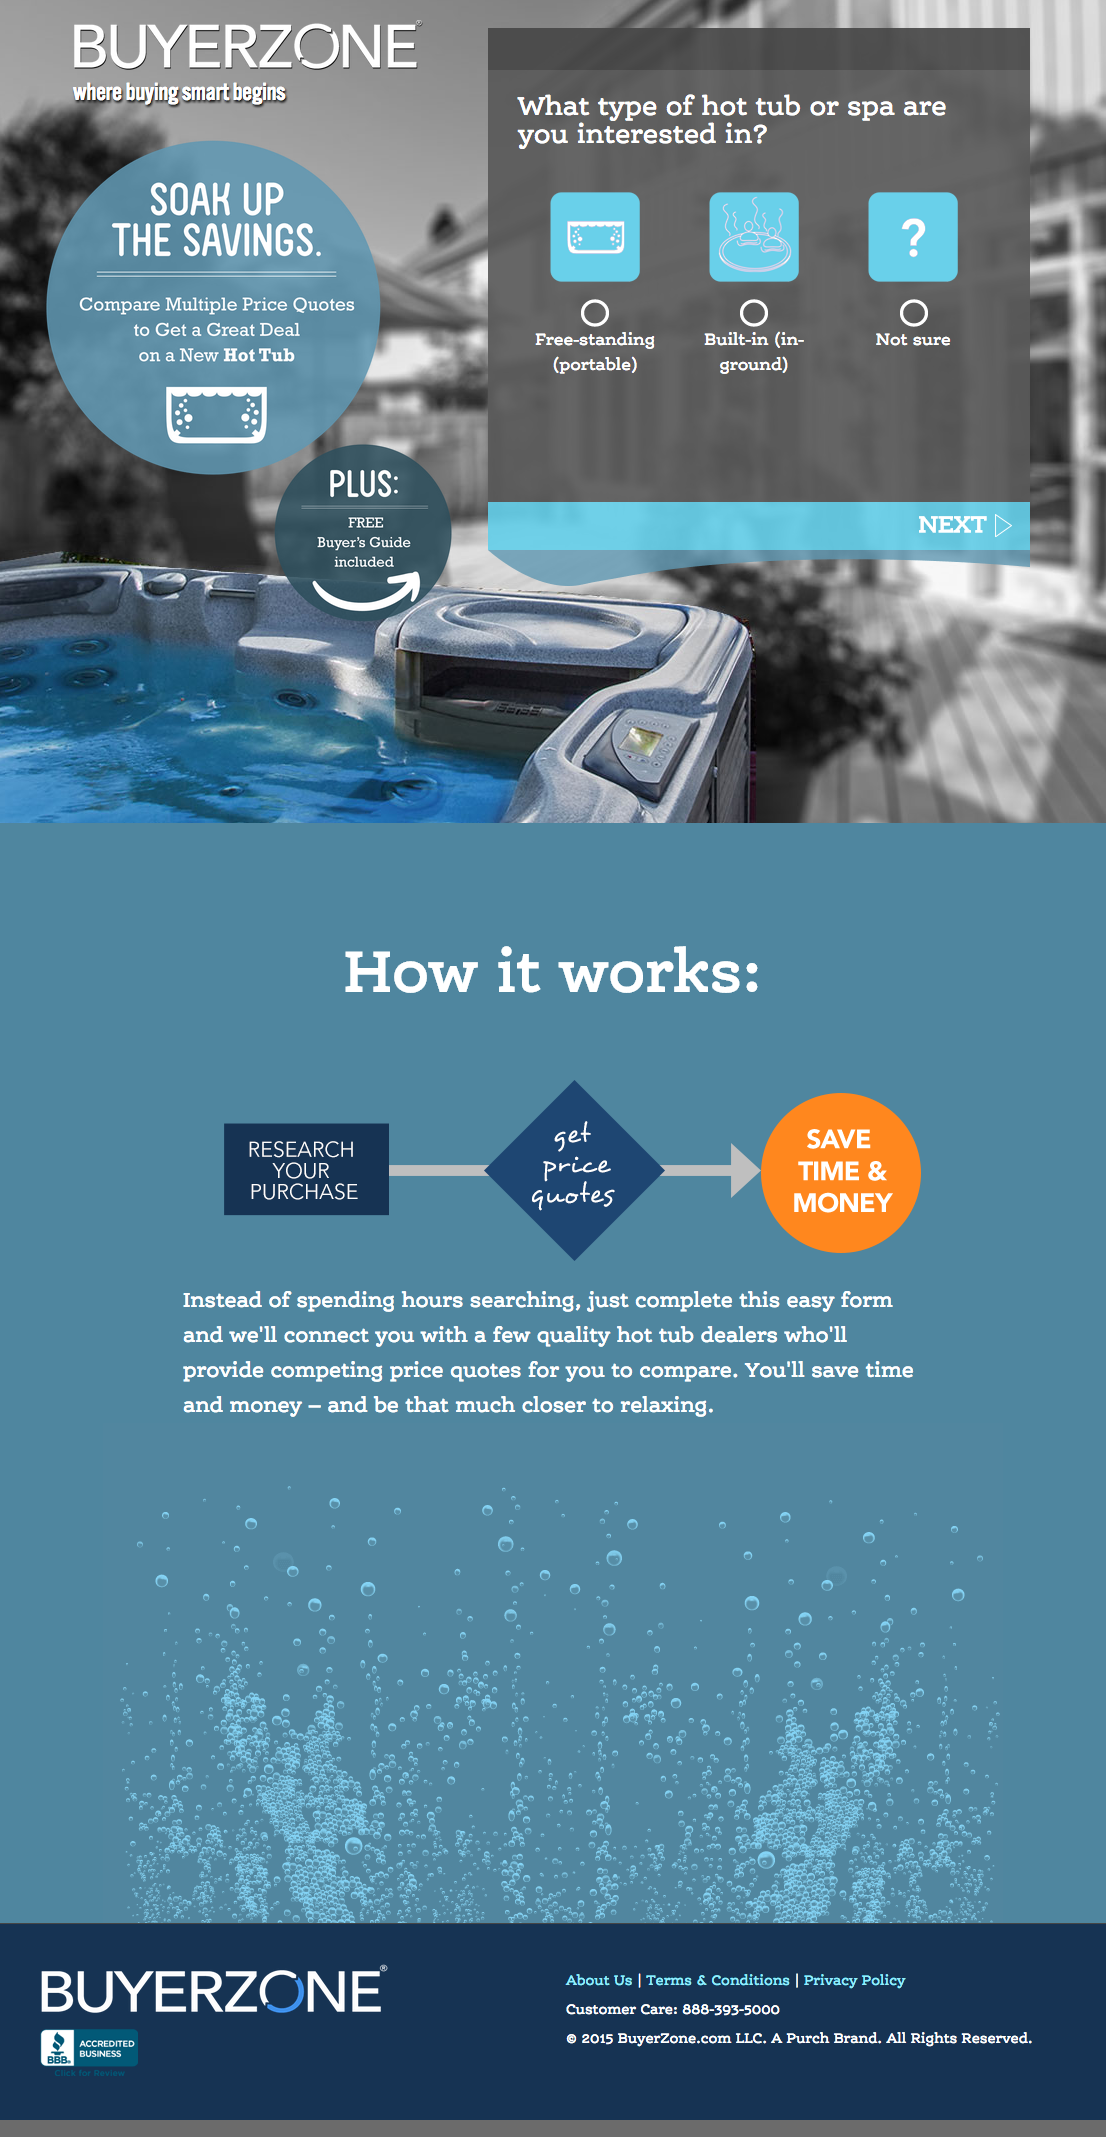 BUYERZONE®
where buying smart begins
SOAK UP
THE SAVINGS.
Compare Multiple Price Quotes
to Get a Great Deal
on a New Hot Tub
PLUS:
FREE
Buyer's Guide
included
What type of hot tub or spa are
you interested in?
?
Free-standing
(portable)
Built-in (in-
ground)
Not sure
NEXT
How it works:
RESEARCH
YOUR
PURCHASE
get
price
quotes
SAVE
TIME &
MONEY
Instead of spending hours searching, just complete this easy form
and we'll connect you with a few quality hot tub dealers who'll
provide competing price quotes for you to compare. You'll save time
and money – and be that much closer to relaxing.
BUYERZONE®
BBB.
ACCREDITED
BUSINESS
Click for Review
About Us | Terms & Conditions | Privacy Policy
Customer Care: 888-393-5000
© 2015 BuyerZone.com LLC. A Purch Brand. All Rights Reserved.